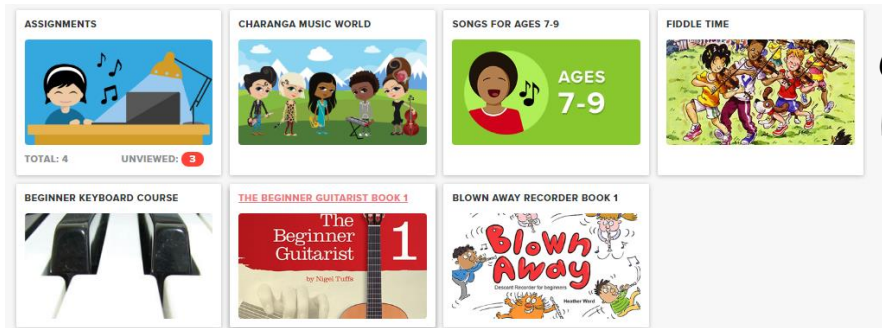 ASSIGNMENTS
CHARANGA MUSIC WORLD
SONGS FOR AGES 7-9
FIDDLE TIME
AGES
7-9
TOTAL: 4 UNVIEWED: 3
BEGINNER KEYBOARD COURSE
THE BEGINNER GUITARIST BOOK 1
BLOWN AWAY RECORDER BOOK 1
The
Beginner
Guitarist
1
by Nigel Tuffs
Blown
Away
Descant Recorder for beginners
Heather Word